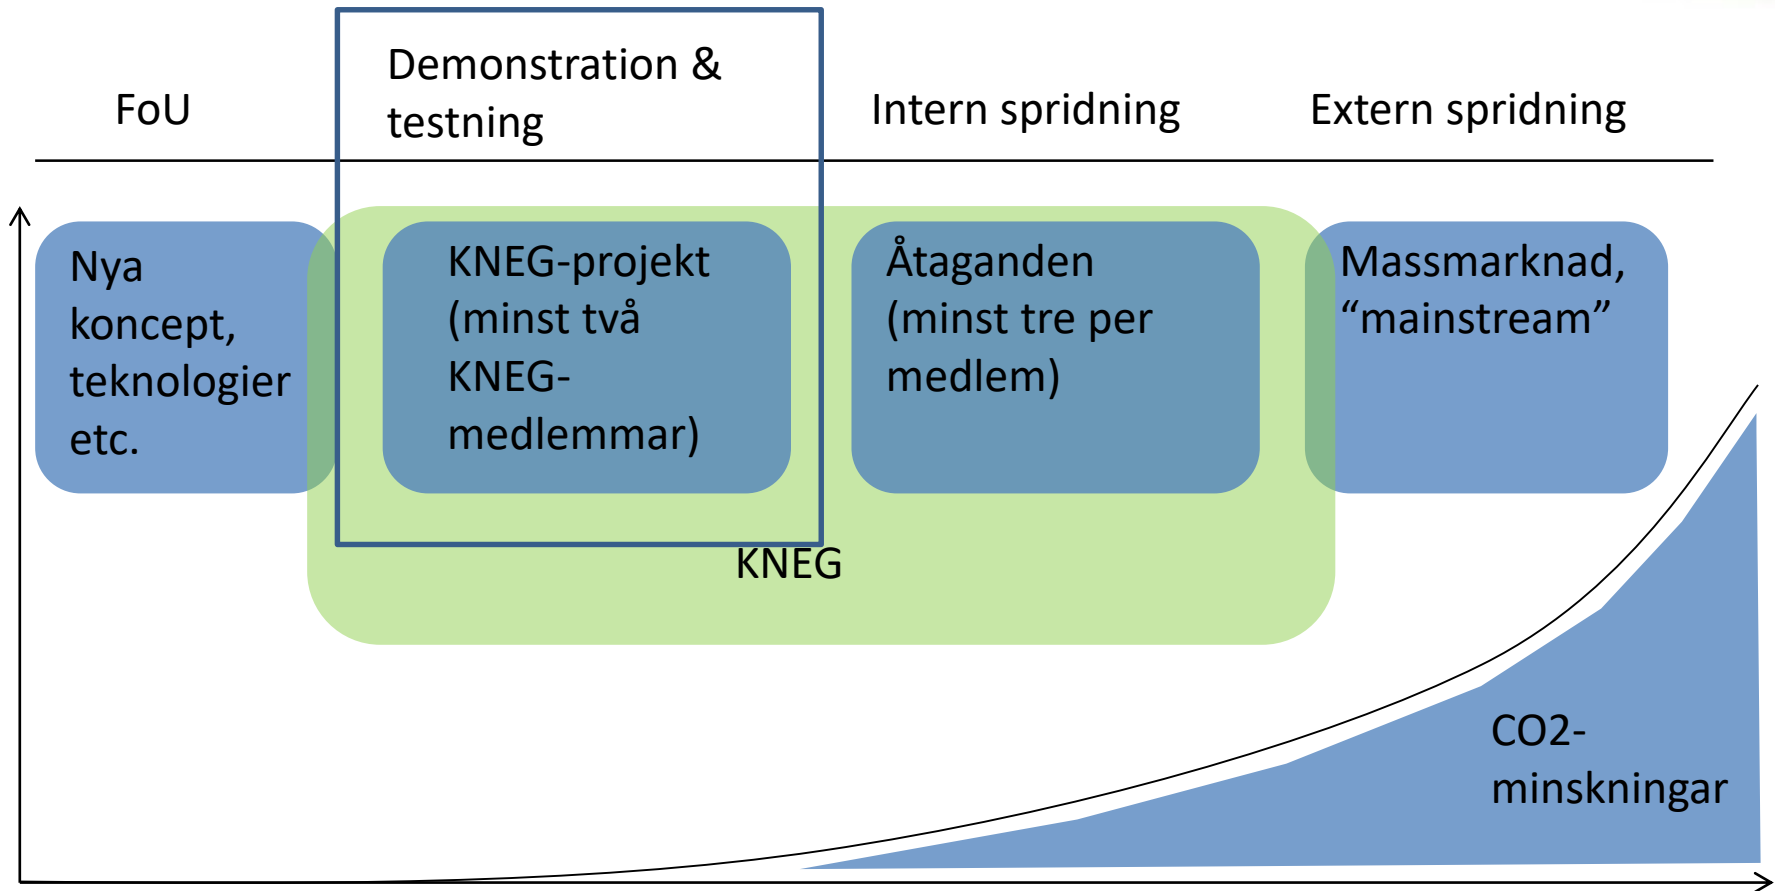 FoU
Demonstration &
testning
Intern spridning
Extern spridning
Nya
koncept,
teknologier
etc.
KNEG-projekt
(minst två
KNEG-
medlemmar)
Åtaganden
(minst tre per
medlem)
Massmarknad,
“mainstream”
KNEG
CO2-
minskningar